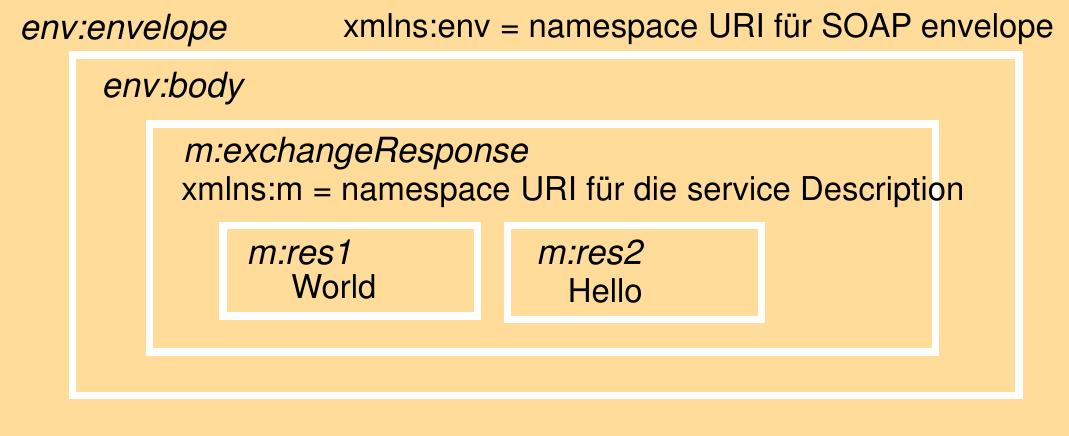 env:envelope xmlns:env = namespace URI für SOAP envelope
env:body
m:exchangeResponse
xmlns:m = namespace URI für die service Description
m:res1 m:res2
World Hello